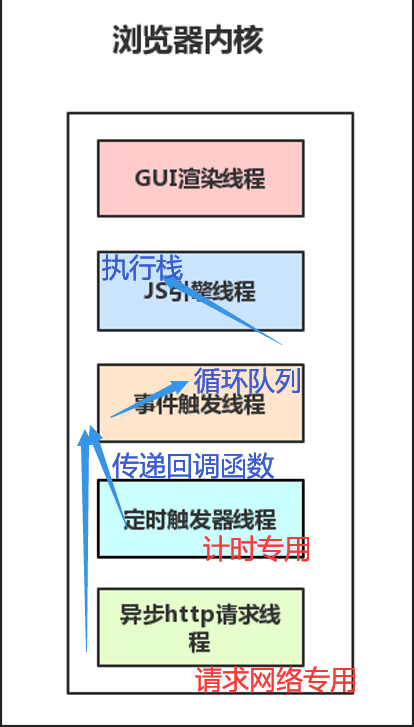 浏览器内核
GUI渲染线程
执行栈
JS引擎线程
循环队列
事件触发线程
传递回调函数
定时触发器线程
计时专用
异步http请求线
程
请求网络专用